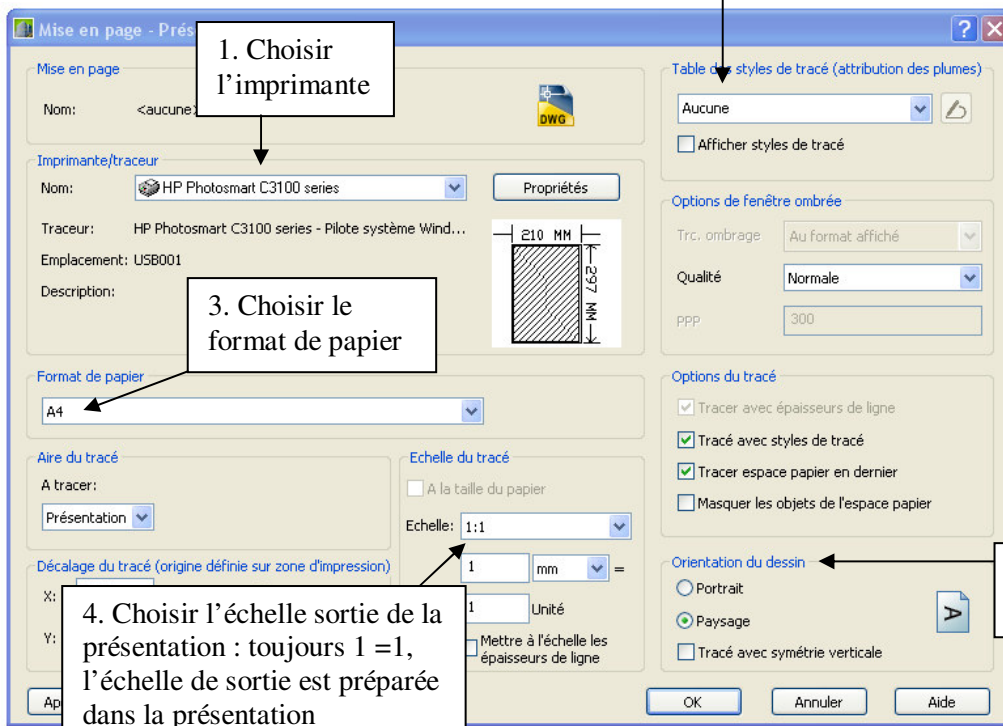 Mise en page - Prés
1. Choisir
l’imprimante
Mise en page
Nom: <aucune>
DWG
Imprimante/traceur
Nom: HP Photosmart C3100 series
Propriétés
Traceur: HP Photosmart C3100 series - Pilote système Wind...
Emplacement: USB001
Description:
210 MM
297 MM
3. Choisir le
format de papier
Format de papier
A4
Aire du tracé
A tracer:
Présentation
Echelle du tracé
A la taille du papier
Echelle: 1:1
1 mm =
1 Unité
Mettre à l'échelle les
épaisseurs de ligne
Décalage du tracé (origine définie sur zone d'impression)
X:
Y:
4. Choisir l’échelle sortie de la
présentation : toujours 1 =1,
l’échelle de sortie est préparée
dans la présentation
Table des styles de tracé (attribution des plumes)
Aucune
Afficher styles de tracé
Options de fenêtre ombrée
Trc. ombrage Au format affiché
Qualité Normale
PPP 300
Options du tracé
Tracer avec épaisseurs de ligne
Tracé avec styles de tracé
Tracer espace papier en dernier
Masquer les objets de l'espace papier
Orientation du dessin
Portrait
Paysage
A
Tracé avec symétrie verticale
Ap
OK
Annuler
Aide